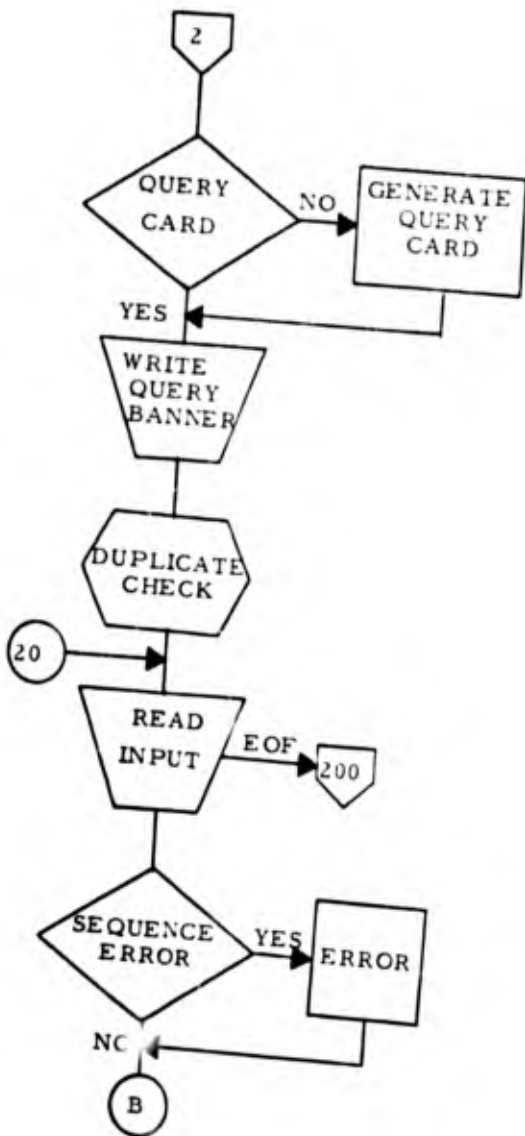 2
QUERY
CARD
NO
GENERATE
QUERY
CARD
YES
WRITE
QUERY
BANNER
DUPLICATE
CHECK
20
READ
INPUT
EOF
200
SEQUENCE
ERROR
YES
ERROR
NO
B